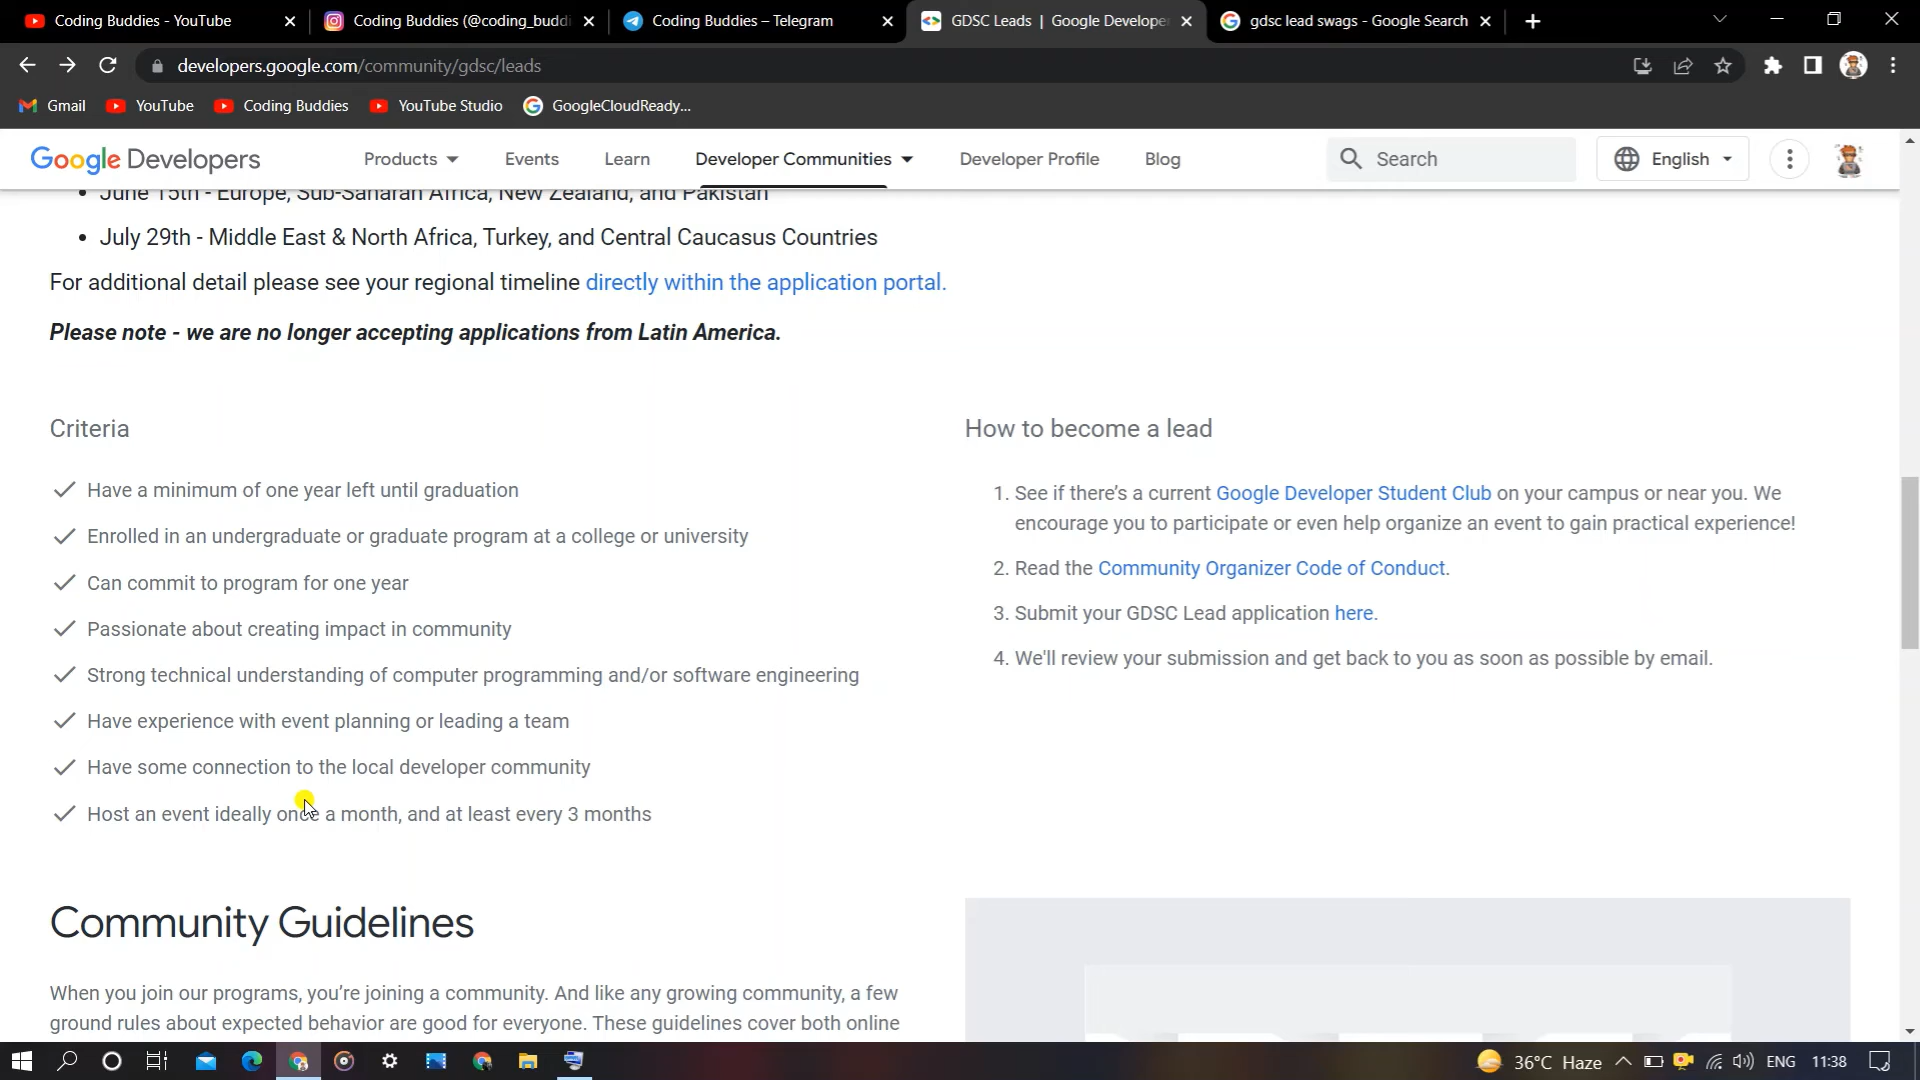 Coding Buddies - YouTube
Coding Buddies (@coding_buddi
Coding Buddies – Telegram
GDSC Leads | Google Developer
gdsc lead swags - Google Search
developers.google.com/community/gdsc/leads
Gmail
YouTube
Coding Buddies
YouTube Studio
GoogleCloudReady...
Google Developers
Products
Events
Learn
Developer Communities
Developer Profile
Blog
Search
English
• June 15th - Europe, Sub-Saharan Africa, New Zealand, and Pakistan
• July 29th - Middle East & North Africa, Turkey, and Central Caucasus Countries
For additional detail please see your regional timeline directly within the application portal.
Please note - we are no longer accepting applications from Latin America.
Criteria
Have a minimum of one year left until graduation
Enrolled in an undergraduate or graduate program at a college or university
Can commit to program for one year
Passionate about creating impact in community
Strong technical understanding of computer programming and/or software engineering
Have experience with event planning or leading a team
Have some connection to the local developer community
Host an event ideally once a month, and at least every 3 months
How to become a lead
1. See if there's a current Google Developer Student Club on your campus or near you. We
encourage you to participate or even help organize an event to gain practical experience!
2. Read the Community Organizer Code of Conduct.
3. Submit your GDSC Lead application here.
4. We'll review your submission and get back to you as soon as possible by email.
Community Guidelines
When you join our programs, you're joining a community. And like any growing community, a few
ground rules about expected behavior are good for everyone. These guidelines cover both online
36°C Haze
ENG
11:38